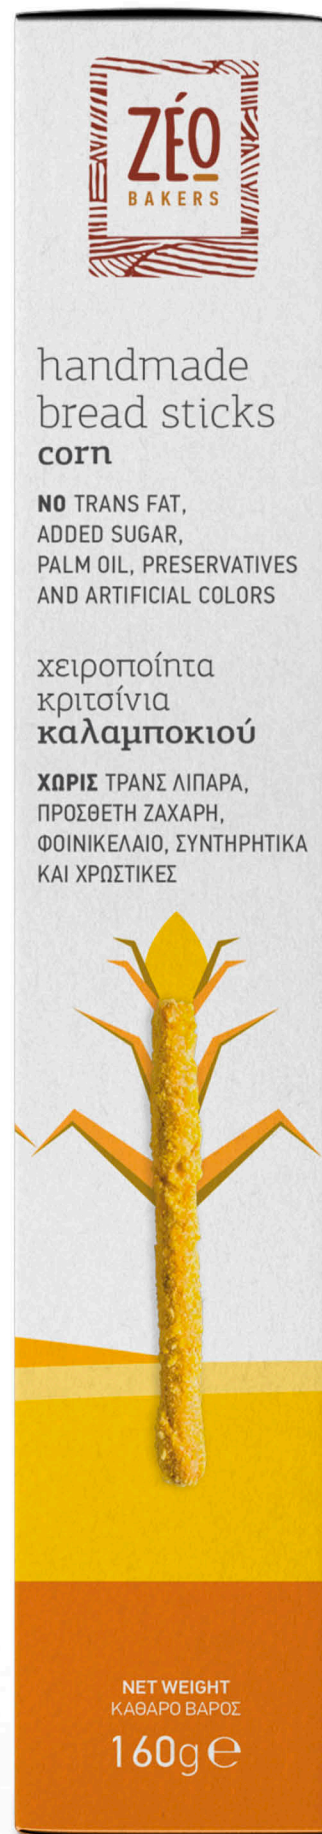 ZÉO
BAKERS
handmade
bread sticks
corn
NO TRANS FAT,
ADDED SUGAR,
PALM OIL, PRESERVATIVES
AND ARTIFICIAL COLORS
χειροποίητα
κριτσίνια
καλαμποκιού
ΧΩΡΙΣ ΤΡΑΝΣ ΛΙΠΑΡΑ,
ΠΡΟΣΘΕΤΗ ΖΑΧΑΡΗ,
ΦΟΙΝΙΚΕΛΑΙΟ, ΣΥΝΤΗΡΗΤΙΚΑ
ΚΑΙ ΧΡΩΣΤΙΚΕΣ
NET WEIGHT
ΚΑΘΑΡΟ ΒΑΡΟΣ
160g ℮